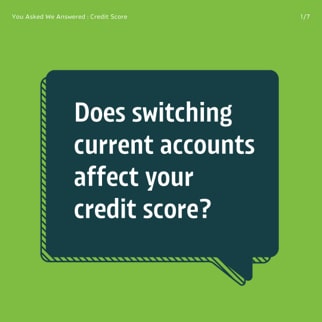 You Asked We Answered : Credit Score
1/7
Does switching
current accounts
affect your
credit score?